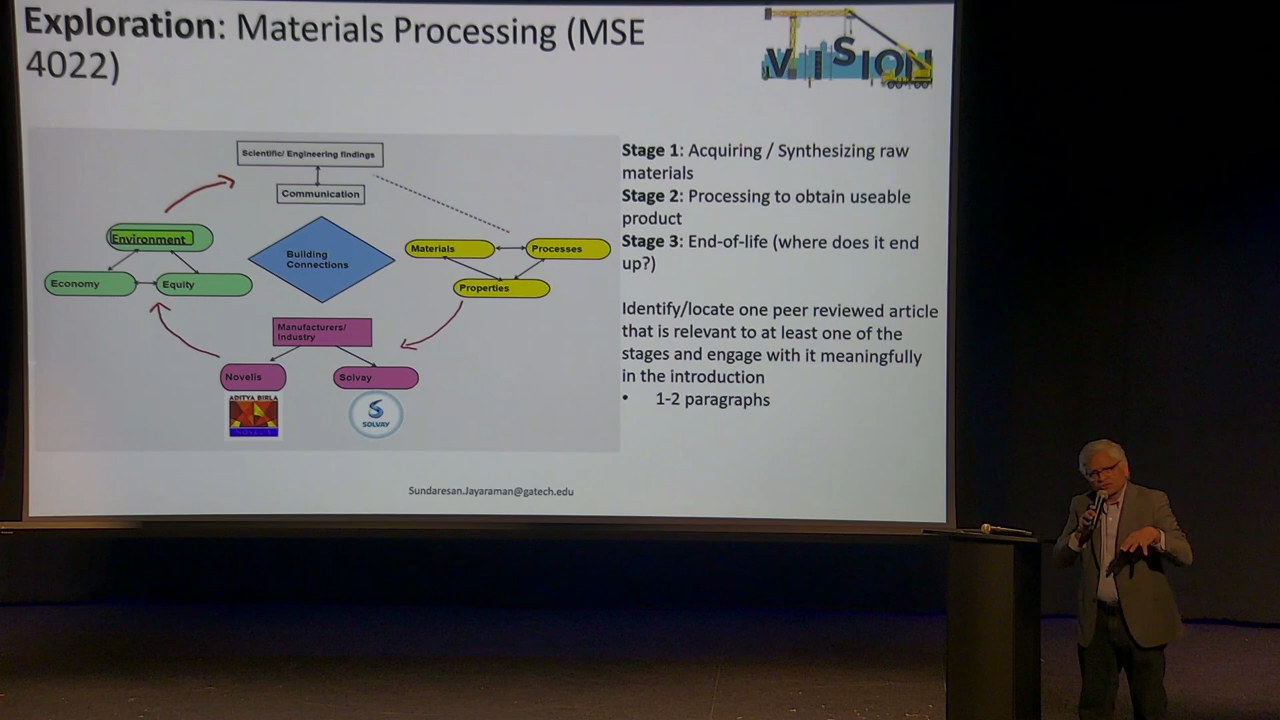 Exploration: Materials Processing (MSE
4022)
VISION
Scientific/ Engineering findings
Communication
Environment
Economy
Equity
Building
Connections
Materials
Processes
Properties
Manufacturers/
Industry
Novelis
Solvay
ADITYA BIRLA
NOVELIS
SOLVAY
Stage 1: Acquiring / Synthesizing raw
materials
Stage 2: Processing to obtain useable
product
Stage 3: End-of-life (where does it end
up?)
Identify/locate one peer reviewed article
that is relevant to at least one of the
stages and engage with it meaningfully
in the introduction
• 1-2 paragraphs
Sundaresan.Jayaraman@gatech.edu